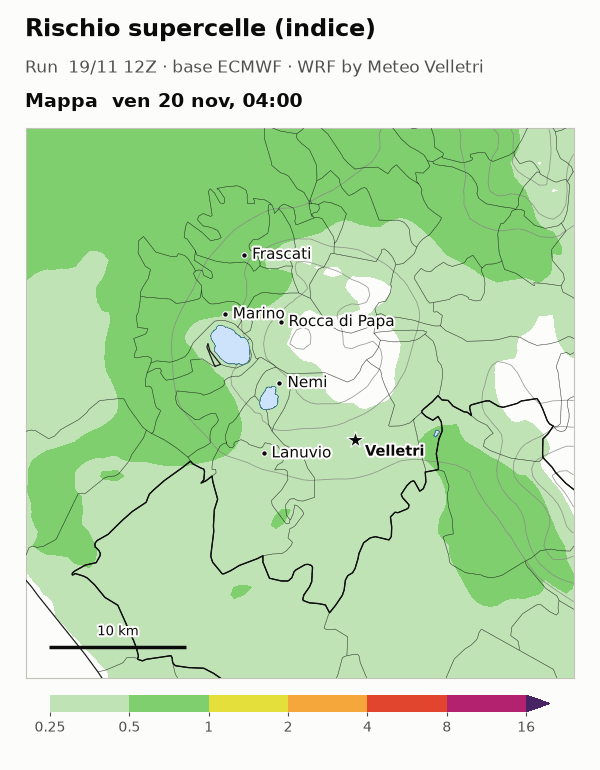 Rischio supercelle (indice)
Run  19/11 12Z · base ECMWF · WRF by Meteo Velletri
Mappa  ven 20 nov, 04:00
Frascati
Marino
Rocca di Papa
Nemi
Velletri
Lanuvio
10 km
0.25 0.5 1 2 4 8 16